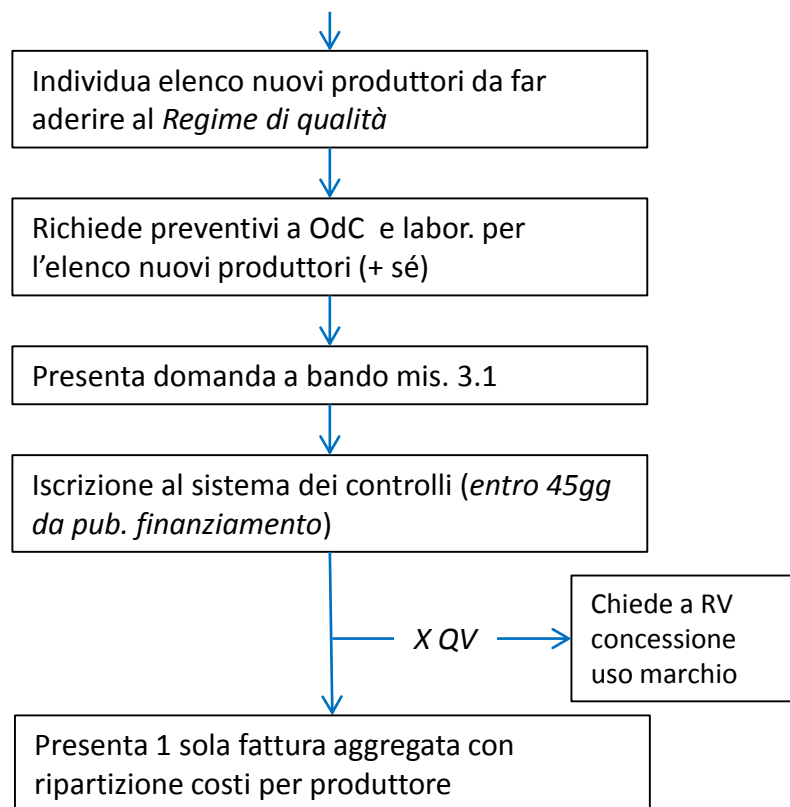 Individua elenco nuovi produttori da far
aderire al Regime di qualità
Richiede preventivi a OdC e labor. per
l'elenco nuovi produttori (+ sé)
Presenta domanda a bando mis. 3.1
Iscrizione al sistema dei controlli (entro 45gg
da pub. finanziamento)
X QV
Chiede a RV
concessione
uso marchio
Presenta 1 sola fattura aggregata con
ripartizione costi per produttore